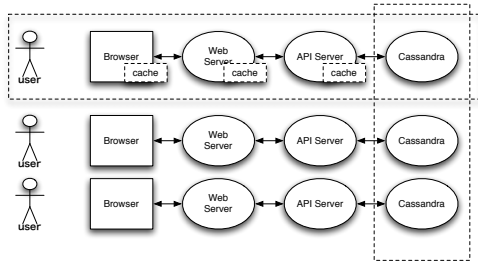 user
Browser
cache
Web
Server
cache
API Server
cache
Cassandra
user
Browser
Web
Server
API Server
Cassandra
user
Browser
Web
Server
API Server
Cassandra